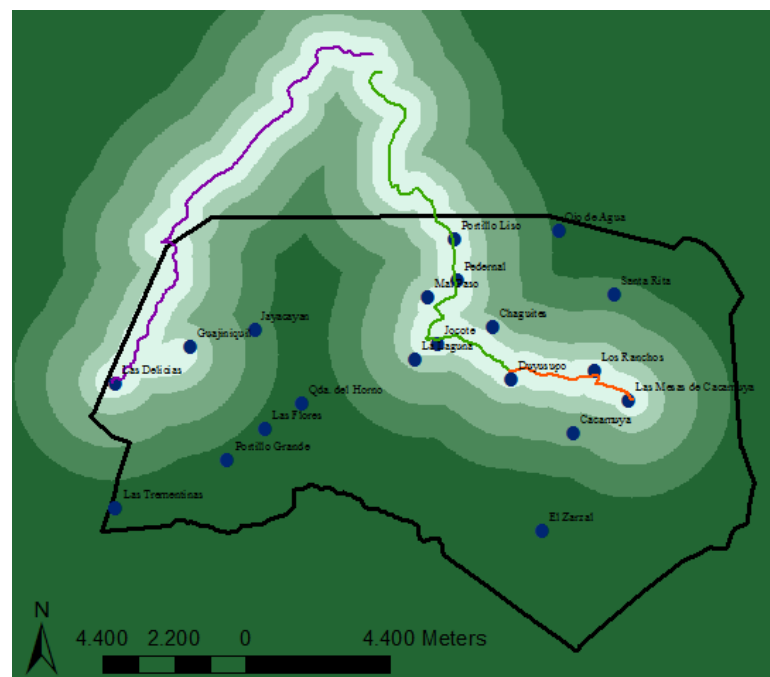 Ojo de Agua
Portillo Liso
Pedernal
Mal Paso
Santa Rita
Jayacayan
Chaguites
Guajiniquil
Jocote
La Laguna
Las Delicias
Duyusupo
Los Ranchos
Las Mesas de Cacamuya
Qda. del Horno
Las Flores
Cacamuya
Portillo Grande
Las Trementinas
El Zarzal
N
4.400 2.200 0 4.400 Meters